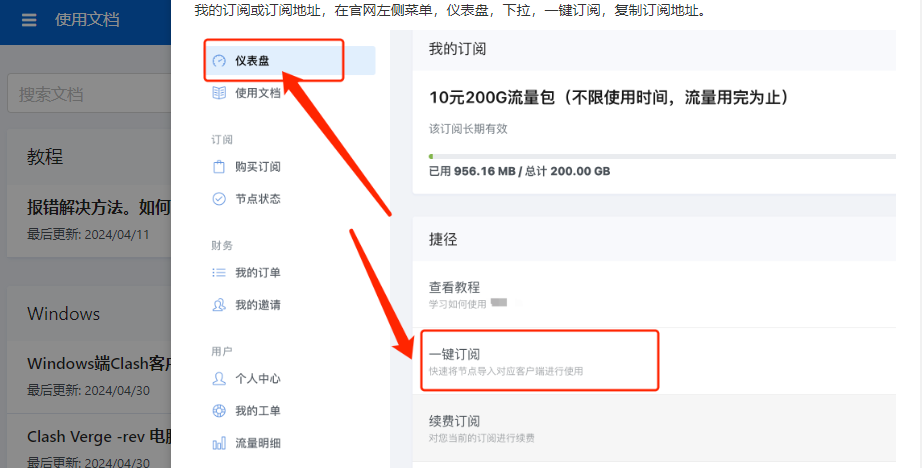 使用文档
搜索文档
教程
报错解决方法。如何
最后更新: 2024/04/11
Windows
Windows端Clash客户
最后更新: 2024/04/30
Clash Verge -rev 电脑
最后更新: 2024/04/30
我的订阅或订阅地址，在官网左侧菜单，仪表盘，下拉，一键订阅，复制订阅地址。
仪表盘
使用文档
订阅
购买订阅
节点状态
财务
我的订单
我的邀请
用户
个人中心
我的工单
流量明细
我的订阅
10元200G流量包（不限使用时间，流量用完为止）
该订阅长期有效
已用 956.16 MB / 总计 200.00 GB
捷径
查看教程
学习如何使用
一键订阅
快速将节点导入对应客户端进行使用
续费订阅
对您当前的订阅进行续费